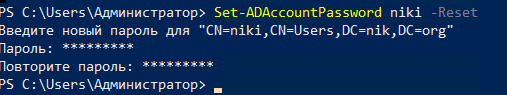 PS C:\Users\Администратор> Set-ADAccountPassword niki -Reset
Введите новый пароль для "CN=niki,CN=Users,DC=nik,DC=org"
Пароль: *********
Повторите пароль: *********
PS C:\Users\Администратор>